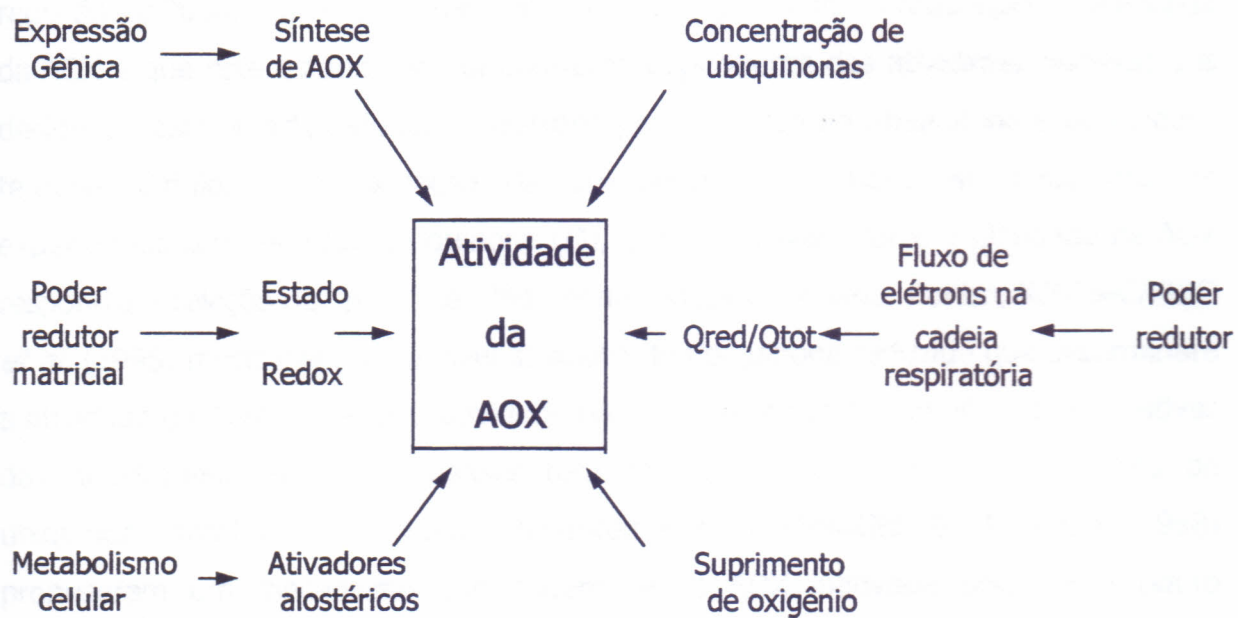 Expressão
Gênica
Síntese
de AOX
Concentração de
ubiquinonas
Atividade
da
AOX
Poder
redutor
matricial
Estado
Redox
Qred/Qtot
Fluxo de
elétrons na
cadeia
respiratória
Poder
redutor
Metabolismo
celular
Ativadores
alostéricos
Suprimento
de oxigênio